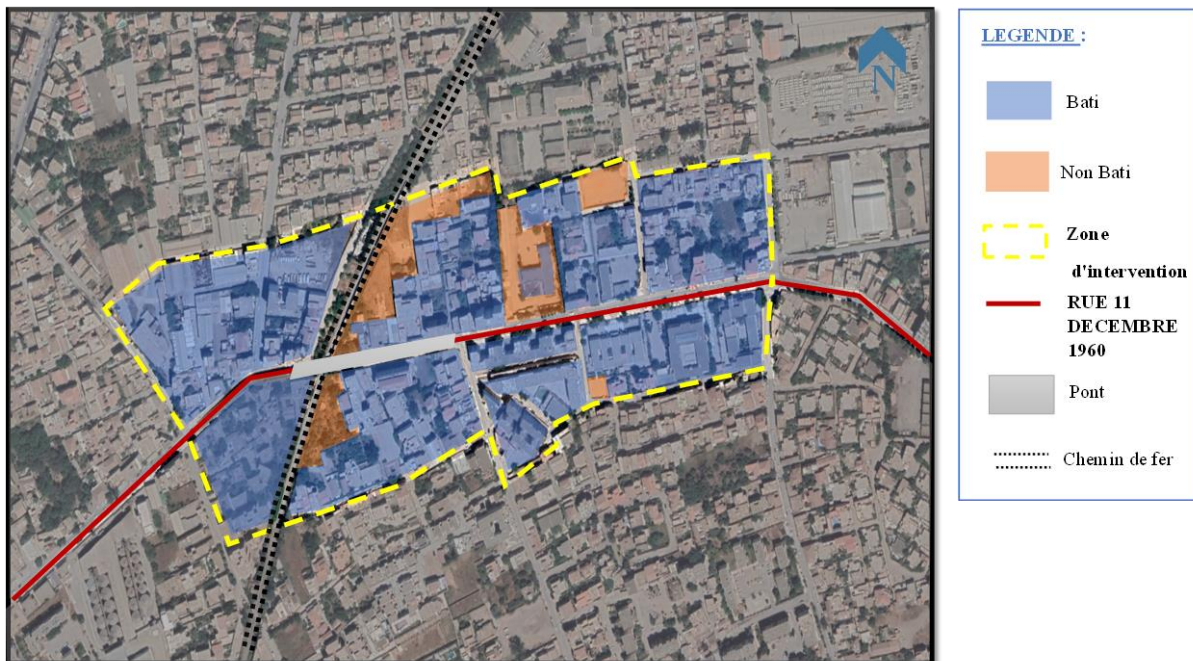 N
LEGENDE :
Bati
Non Bati
Zone
d'intervention
RUE 11
DECEMBRE
1960
Pont
Chemin de fer